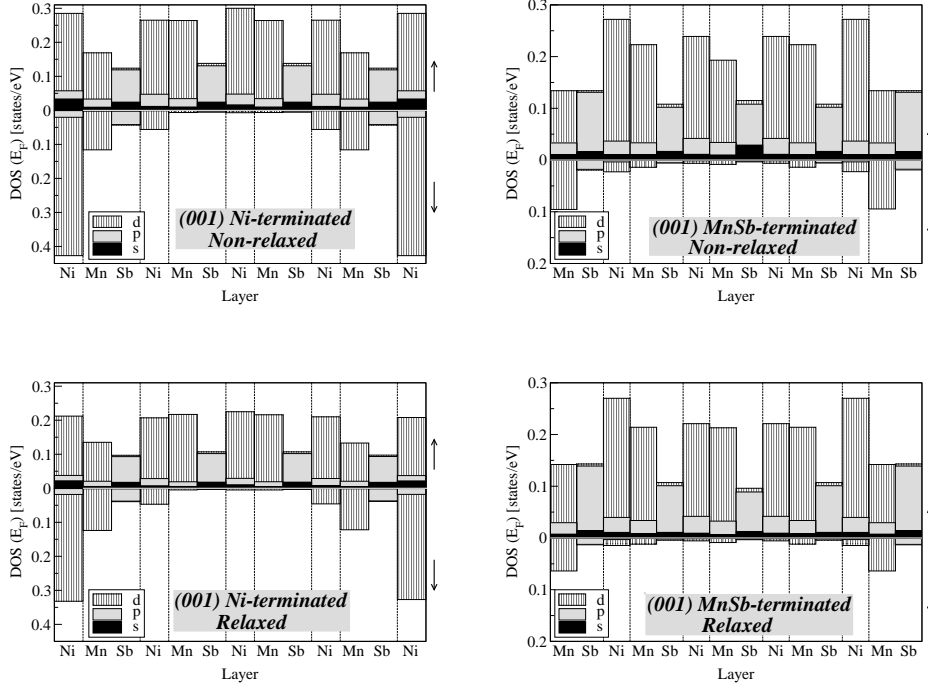 DOS (E_F) [states/eV]
0.3
0.2
0.1
0
0.1
0.2
0.3
0.4
d
p
s
(001) Ni-terminated
Non-relaxed
Ni Mn Sb Ni Mn Sb Ni Mn Sb Ni Mn Sb Ni
Layer
DOS (E_F) [states/eV]
0.3
0.2
0.1
0
0.1
0.2
d
p
s
(001) MnSb-terminated
Non-relaxed
Mn Sb Ni Mn Sb Ni Mn Sb Ni Mn Sb Ni Mn Sb
Layer
DOS (E_F) [states/eV]
0.3
0.2
0.1
0
0.1
0.2
0.3
0.4
d
p
s
(001) Ni-terminated
Relaxed
Ni Mn Sb Ni Mn Sb Ni Mn Sb Ni Mn Sb Ni
Layer
DOS (E_F) [states/eV]
0.3
0.2
0.1
0
0.1
0.2
d
p
s
(001) MnSb-terminated
Relaxed
Mn Sb Ni Mn Sb Ni Mn Sb Ni Mn Sb Ni Mn Sb
Layer